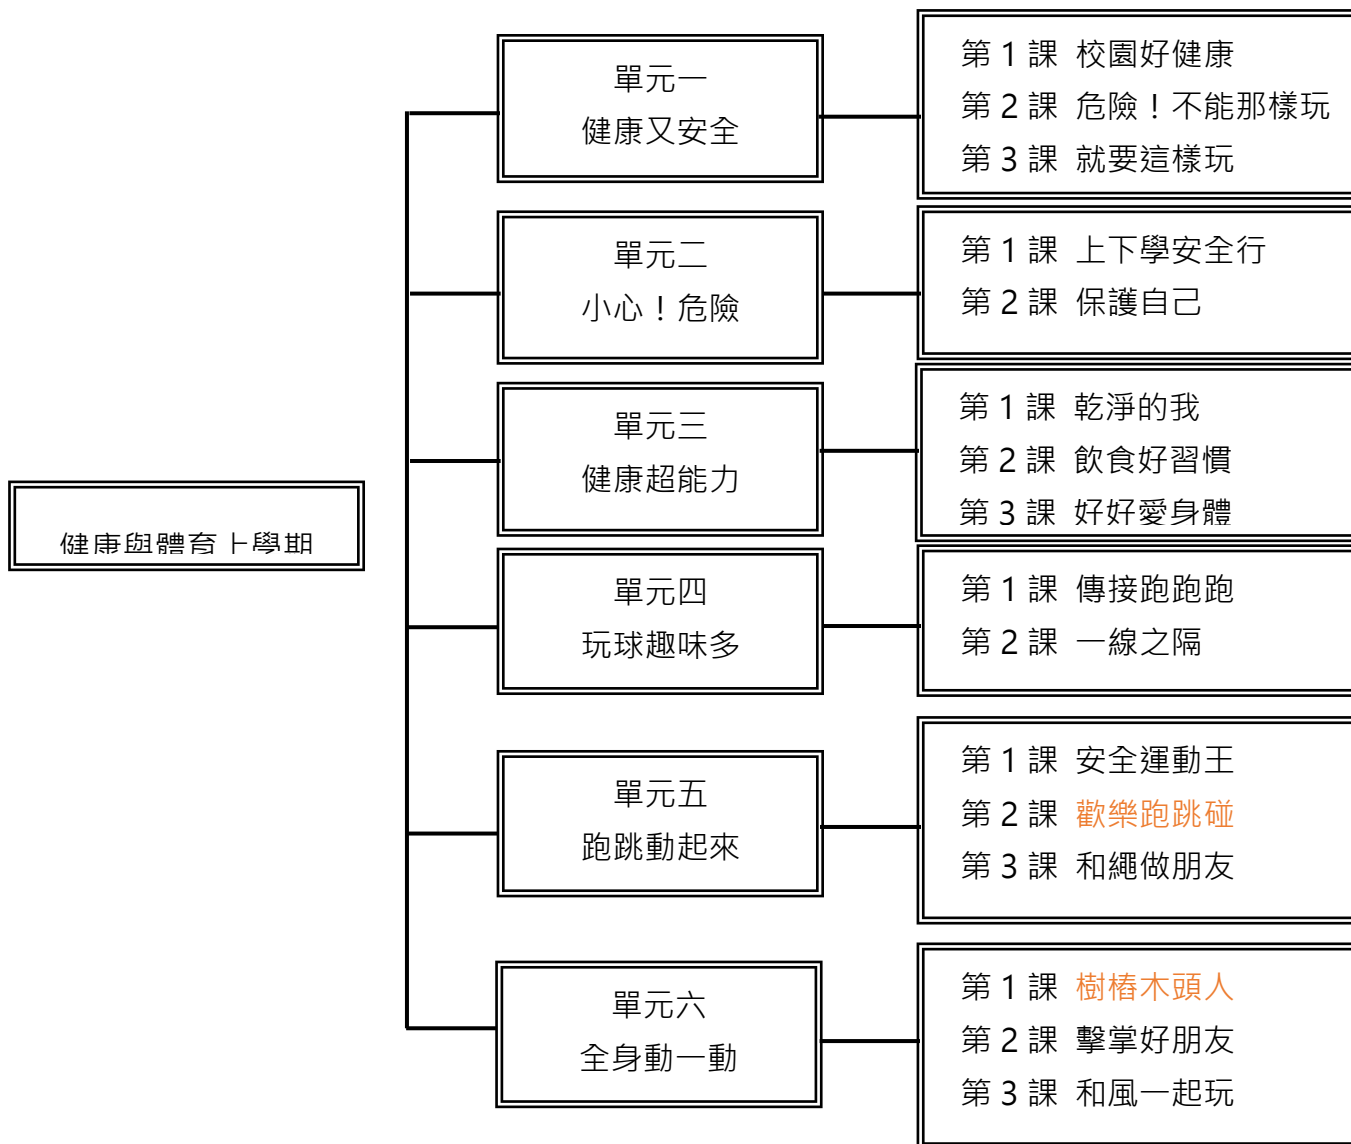 健康與體育上學期
單元一
健康又安全
第 1 課 校園好健康
第 2 課 危險！不能那樣玩
第 3 課 就要這樣玩
單元二
小心！危險
第 1 課 上下學安全行
第 2 課 保護自己
單元三
健康超能力
第 1 課 乾淨的我
第 2 課 飲食好習慣
第 3 課 好好愛身體
單元四
玩球趣味多
第 1 課 傳接跑跑跑
第 2 課 一線之隔
單元五
跑跳動起來
第 1 課 安全運動王
第 2 課 歡樂跑跳碰
第 3 課 和繩做朋友
單元六
全身動一動
第 1 課 樹樁木頭人
第 2 課 擊掌好朋友
第 3 課 和風一起玩